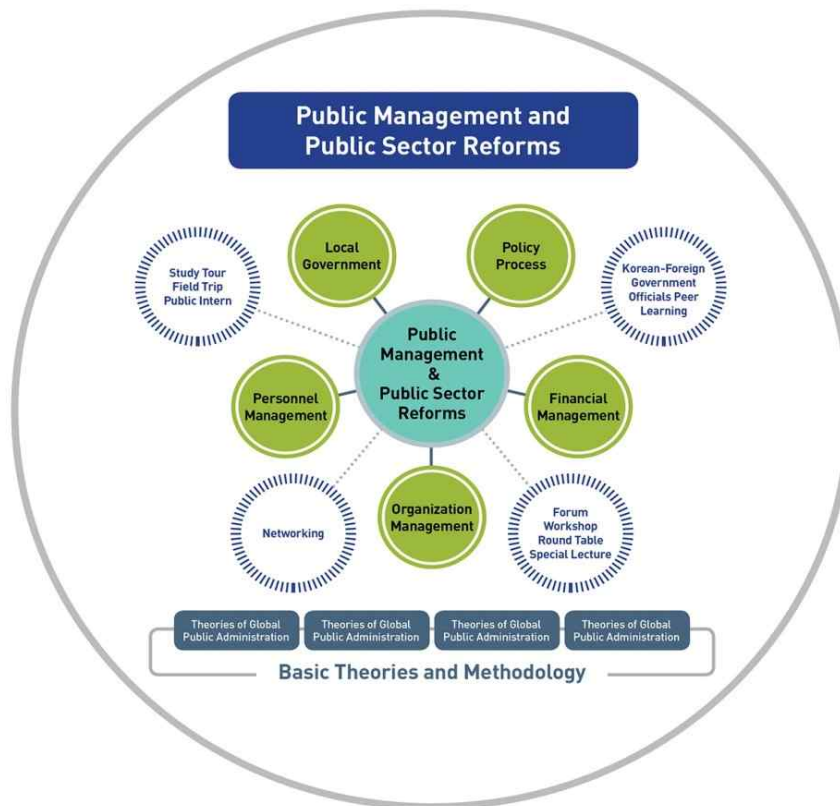 Public Management and
Public Sector Reforms
Local
Government
Policy
Process
Study Tour
Field Trip
Public Intern
Korean-Foreign
Government
Officials Peer
Learning
Public
Management
&
Public Sector
Reforms
Personnel
Management
Financial
Management
Networking
Organization
Management
Forum
Workshop
Round Table
Special Lecture
Theories of Global
Public Administration
Theories of Global
Public Administration
Theories of Global
Public Administration
Theories of Global
Public Administration
Basic Theories and Methodology